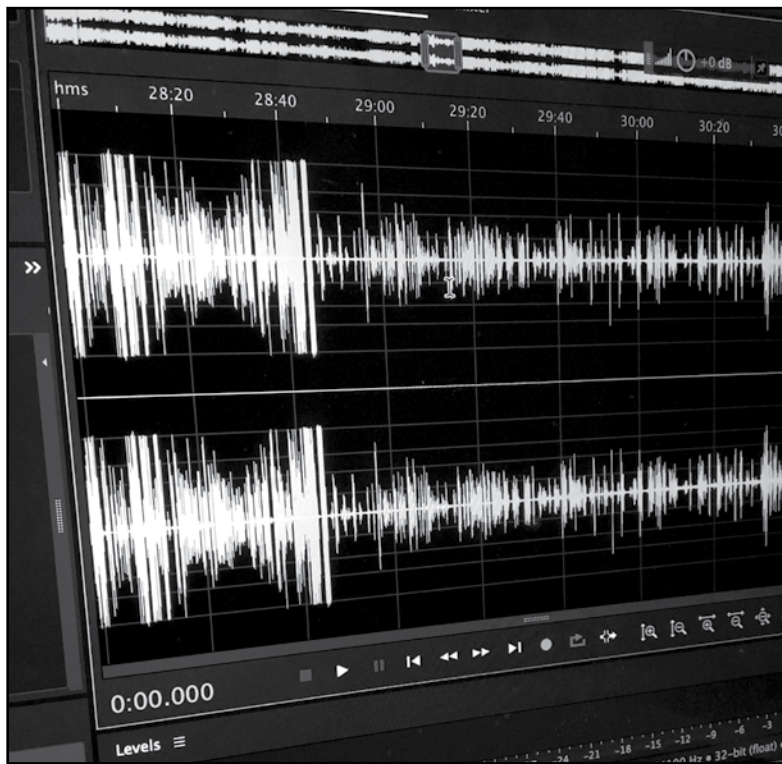 +0 dB
hms 28:20 28:40 29:00 29:20 29:40 30:00 30:20
0:00.000
Levels
-24 -21 -18 -15 -12 -9 -6 -3
32-bit (float)